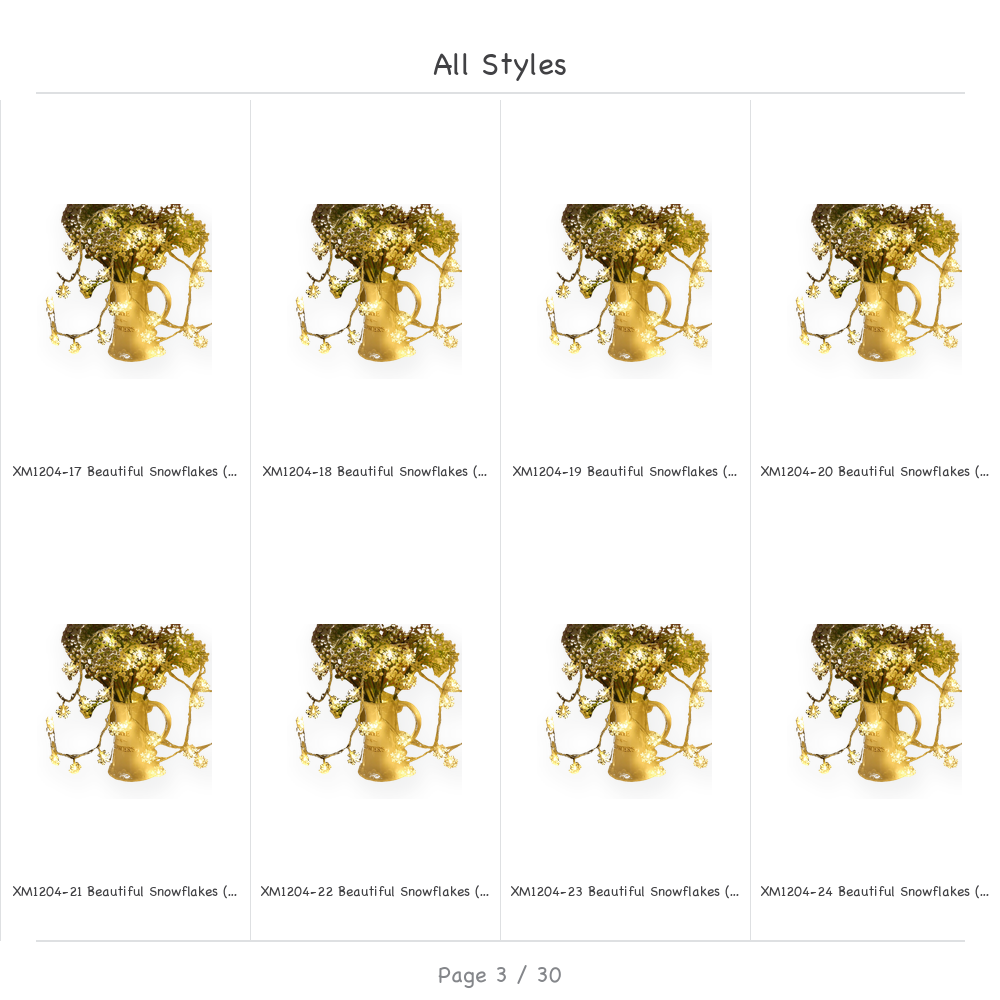 All Styles
XM1204-17 Beautiful Snowflakes (...
XM1204-18 Beautiful Snowflakes (...
XM1204-19 Beautiful Snowflakes (...
XM1204-20 Beautiful Snowflakes (...
XM1204-21 Beautiful Snowflakes (...
XM1204-22 Beautiful Snowflakes (...
XM1204-23 Beautiful Snowflakes (...
XM1204-24 Beautiful Snowflakes (...
Page 3 / 30